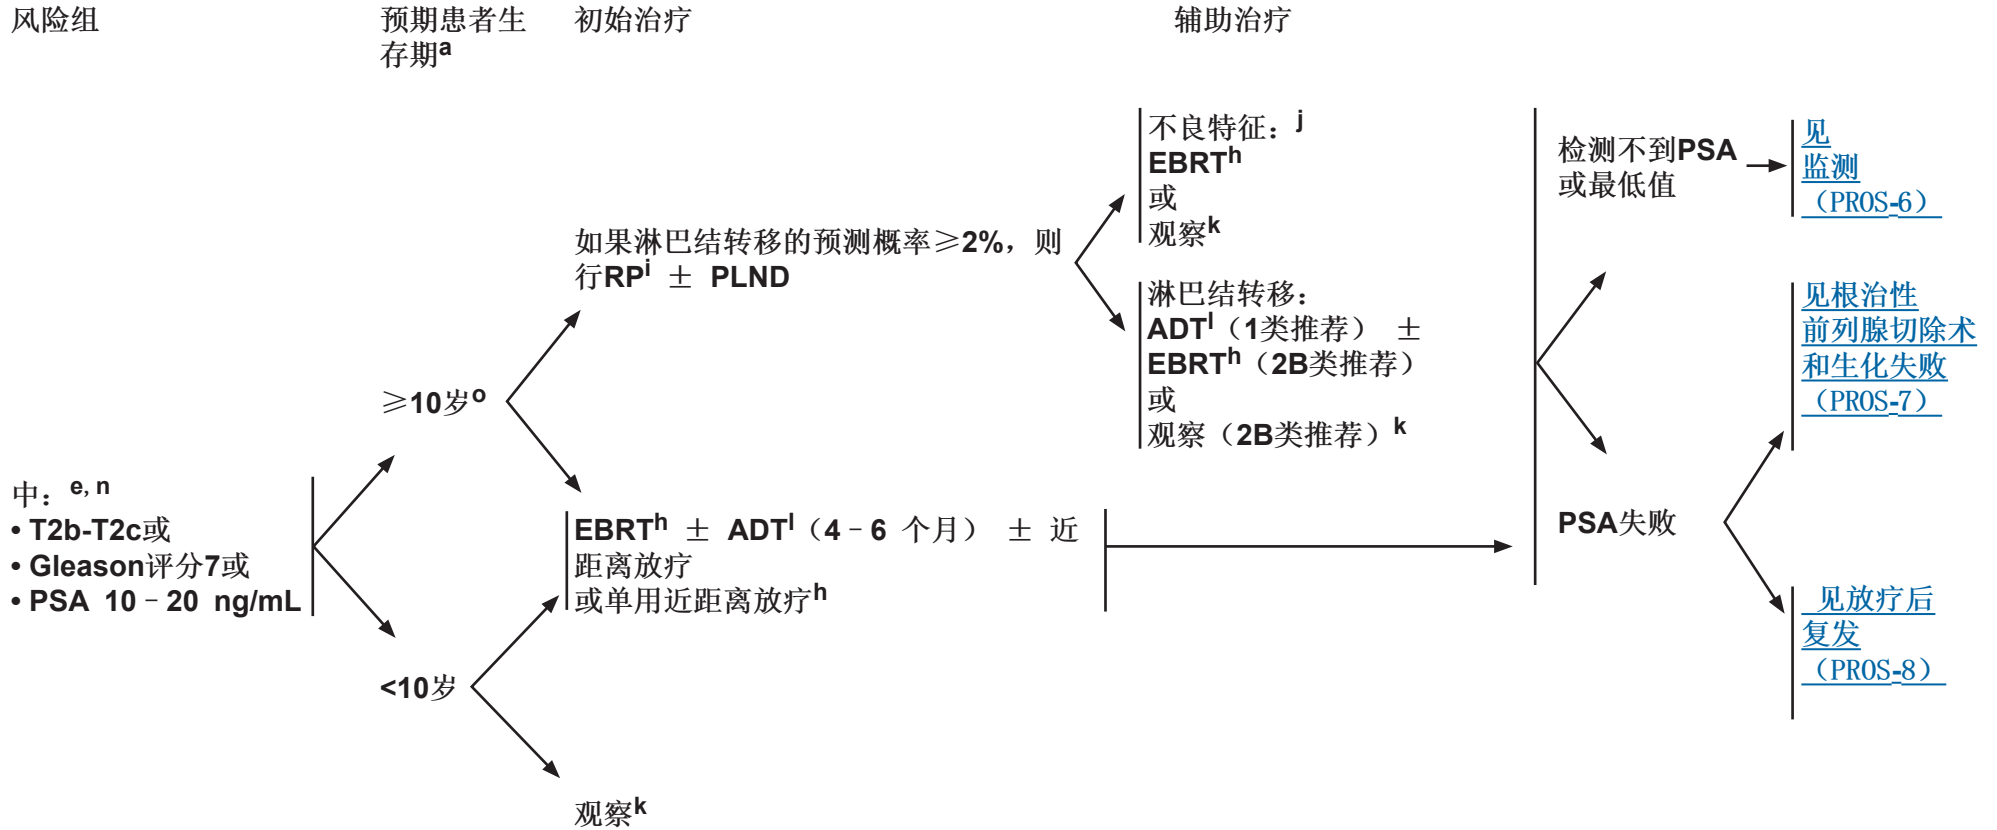 风险组
预期患者生
存期a
初始治疗
辅助治疗
中：e, n
• T2b-T2c或
• Gleason评分7或
• PSA 10–20 ng/mL
≥10岁o
<10岁
如果淋巴结转移的预测概率≥2%，则
行RPi ± PLND
EBRTh ± ADTl（4–6 个月） ± 近
距离放疗
或单用近距离放疗h
观察k
不良特征：j
EBRTh
或
观察k
淋巴结转移：
ADTl（1类推荐） ±
EBRTh（2B类推荐）
或
观察（2B类推荐）k
检测不到PSA
或最低值
PSA失败
见
监测
（PROS-6）
见根治性
前列腺切除术
和生化失败
（PROS-7）
见放疗后
复发
（PROS-8）